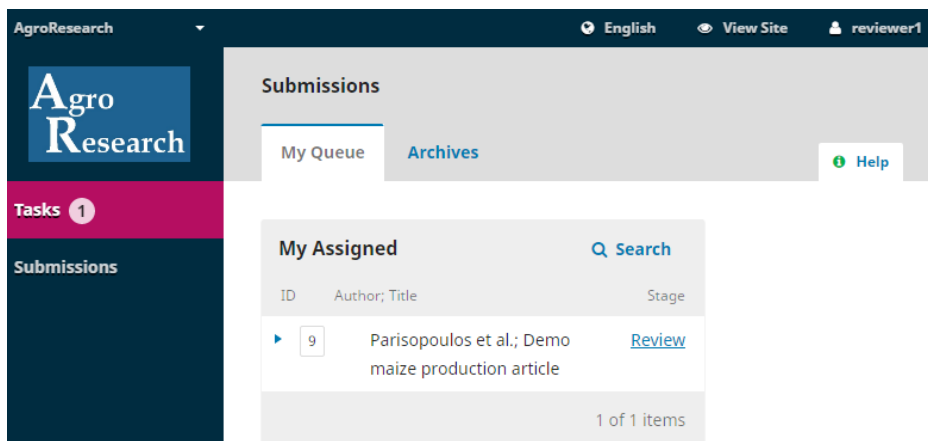 AgroResearch
English
View Site
reviewer1
Agro
Research
Submissions
My Queue
Archives
Help
Tasks 1
Submissions
My Assigned
Search
ID
Author; Title
Stage
9
Parisopoulos et al.; Demo
maize production article
Review
1 of 1 items